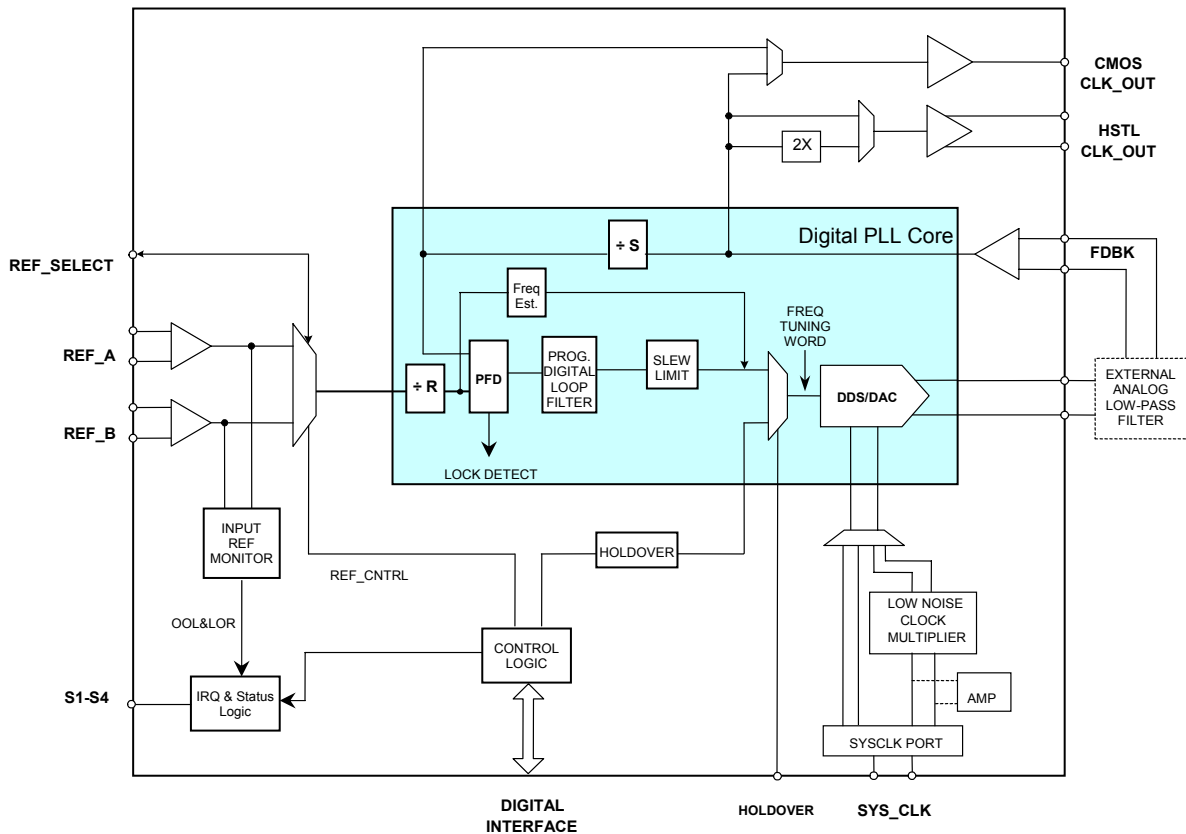 CMOS
CLK_OUT
HSTL
CLK_OUT
2X
÷ S
Digital PLL Core
FDBK
REF_SELECT
Freq
Est.
FREQ
TUNING
WORD
REF_A
÷ R
PFD
PROG.
DIGITAL
LOOP
FILTER
SLEW
LIMIT
DDS/DAC
EXTERNAL
ANALOG
LOW-PASS
FILTER
REF_B
LOCK DETECT
INPUT
REF
MONITOR
HOLDOVER
REF_CNTRL
LOW NOISE
CLOCK
MULTIPLIER
OOL&LOR
CONTROL
LOGIC
S1-S4
IRQ & Status
Logic
AMP
SYSCLK PORT
DIGITAL
INTERFACE
HOLDOVER
SYS_CLK